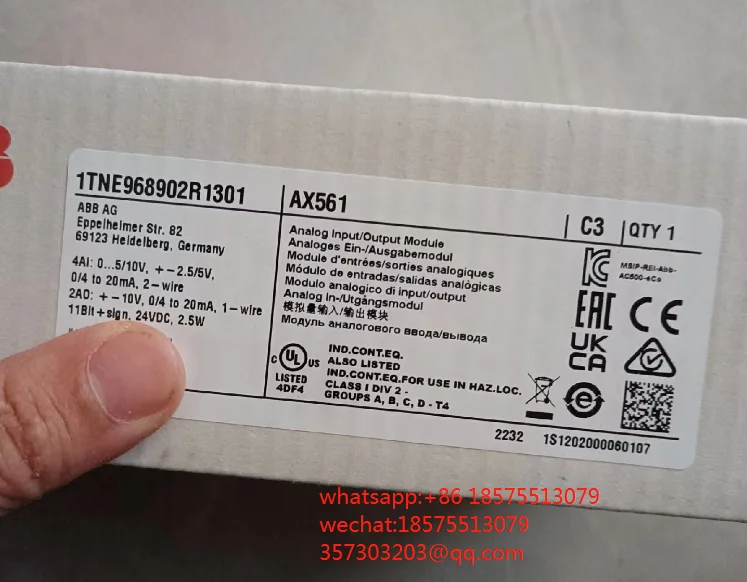 B
1TNE968902R1301
ABB AG
Eppelheimer Str. 82
69123 Heidelberg, Germany
4AI: 0...5/10V, +-2.5/5V,
0/4 to 20mA, 2-wire
2AO: +-10V, 0/4 to 20mA, 1-wire
11Bit+sign, 24VDC, 2.5W
AX561
C3
QTY 1
Analog Input/Output Module
Analoges Ein-/Ausgabemodul
Module d'entrées/sorties analogiques
Módulo de entradas/salidas analógicas
Modulo analogico di input/output
Analog In-/Utgångsmodul
模拟量输入/输出模块
Модуль аналогового ввода/вывода
MSIP-REI-Abb-
AC500-4Co
EAC
CE
UK
CA
C UL US
LISTED
4DF4
IND.CONT.EQ.
ALSO LISTED
IND.CONT.EQ.FOR USE IN HAZ.LOC.
CLASS I DIV 2 -
GROUPS A, B, C, D - T4
2232
1S1202000060107
whatsapp:+86 18575513079
wechat:18575513079
357303203@qq.com